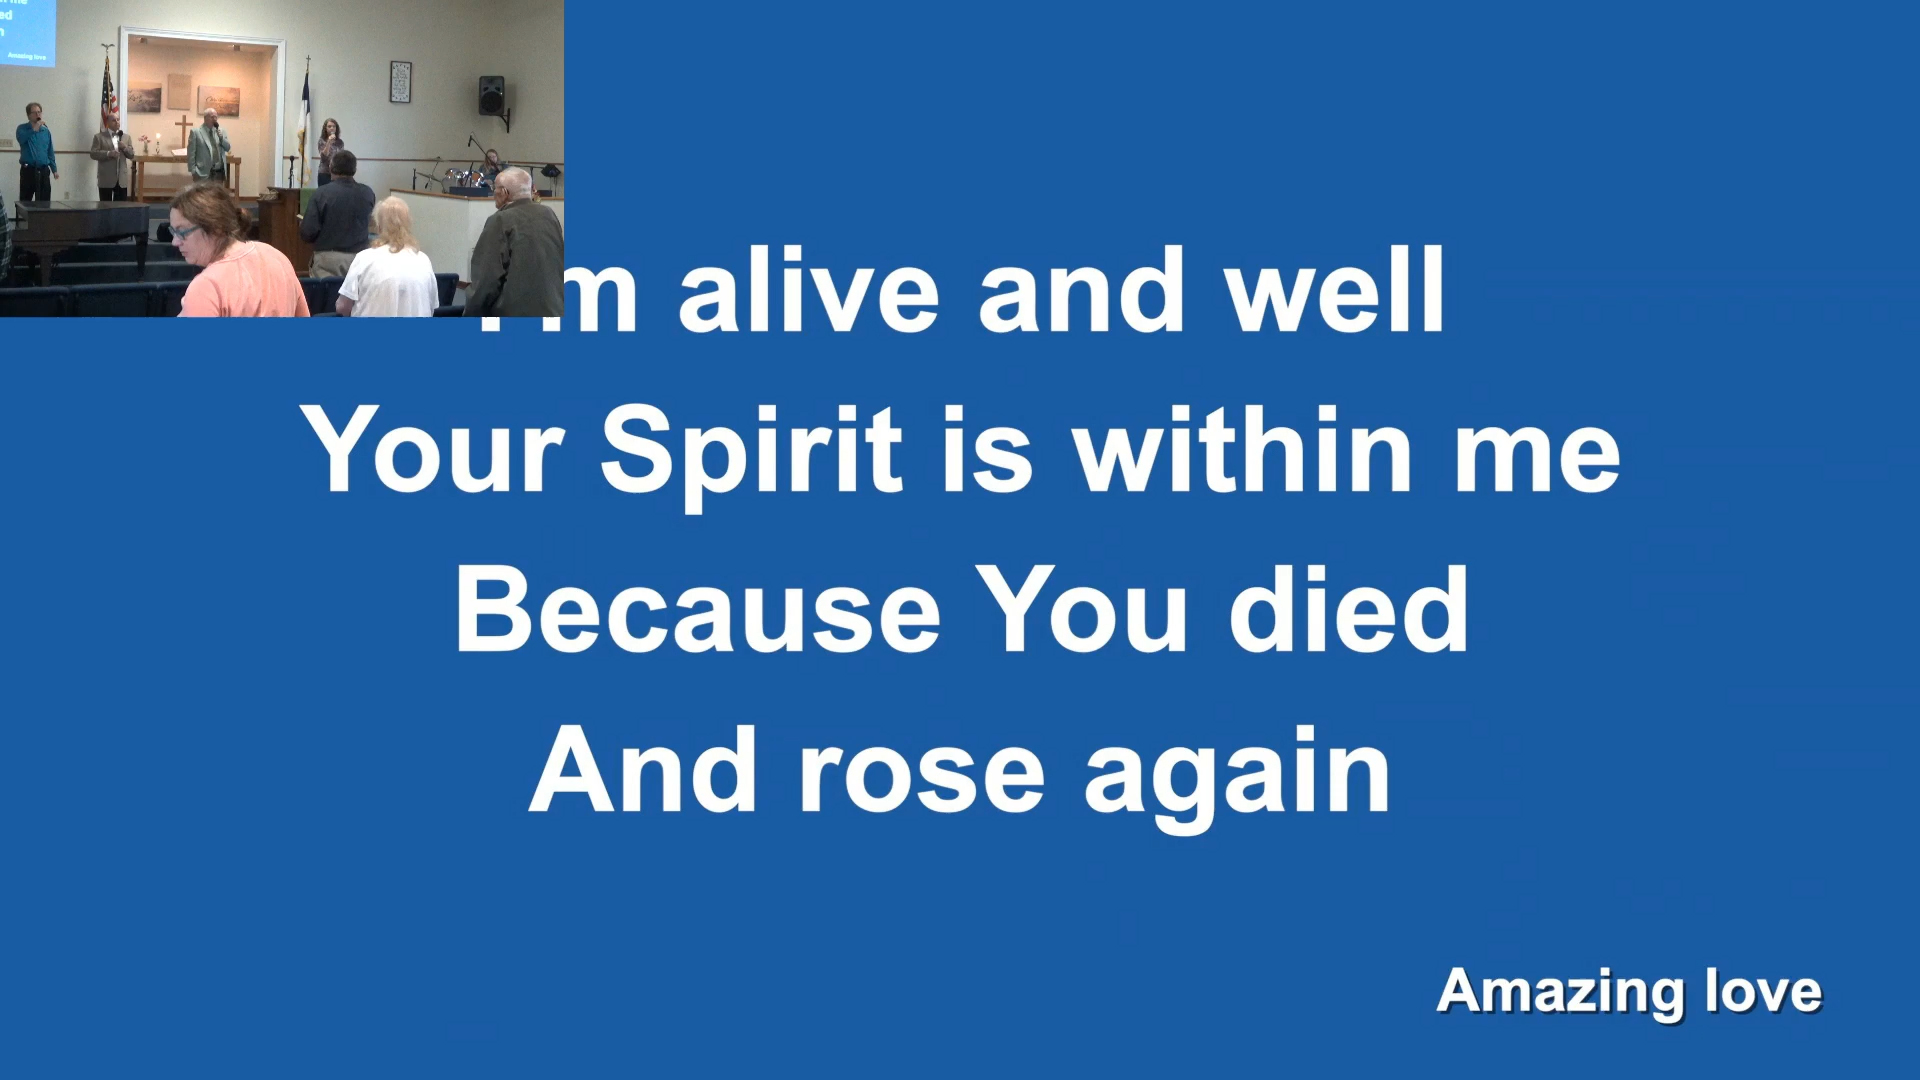 I'm alive and well
Your Spirit is within me
Because You died
And rose again
Amazing love